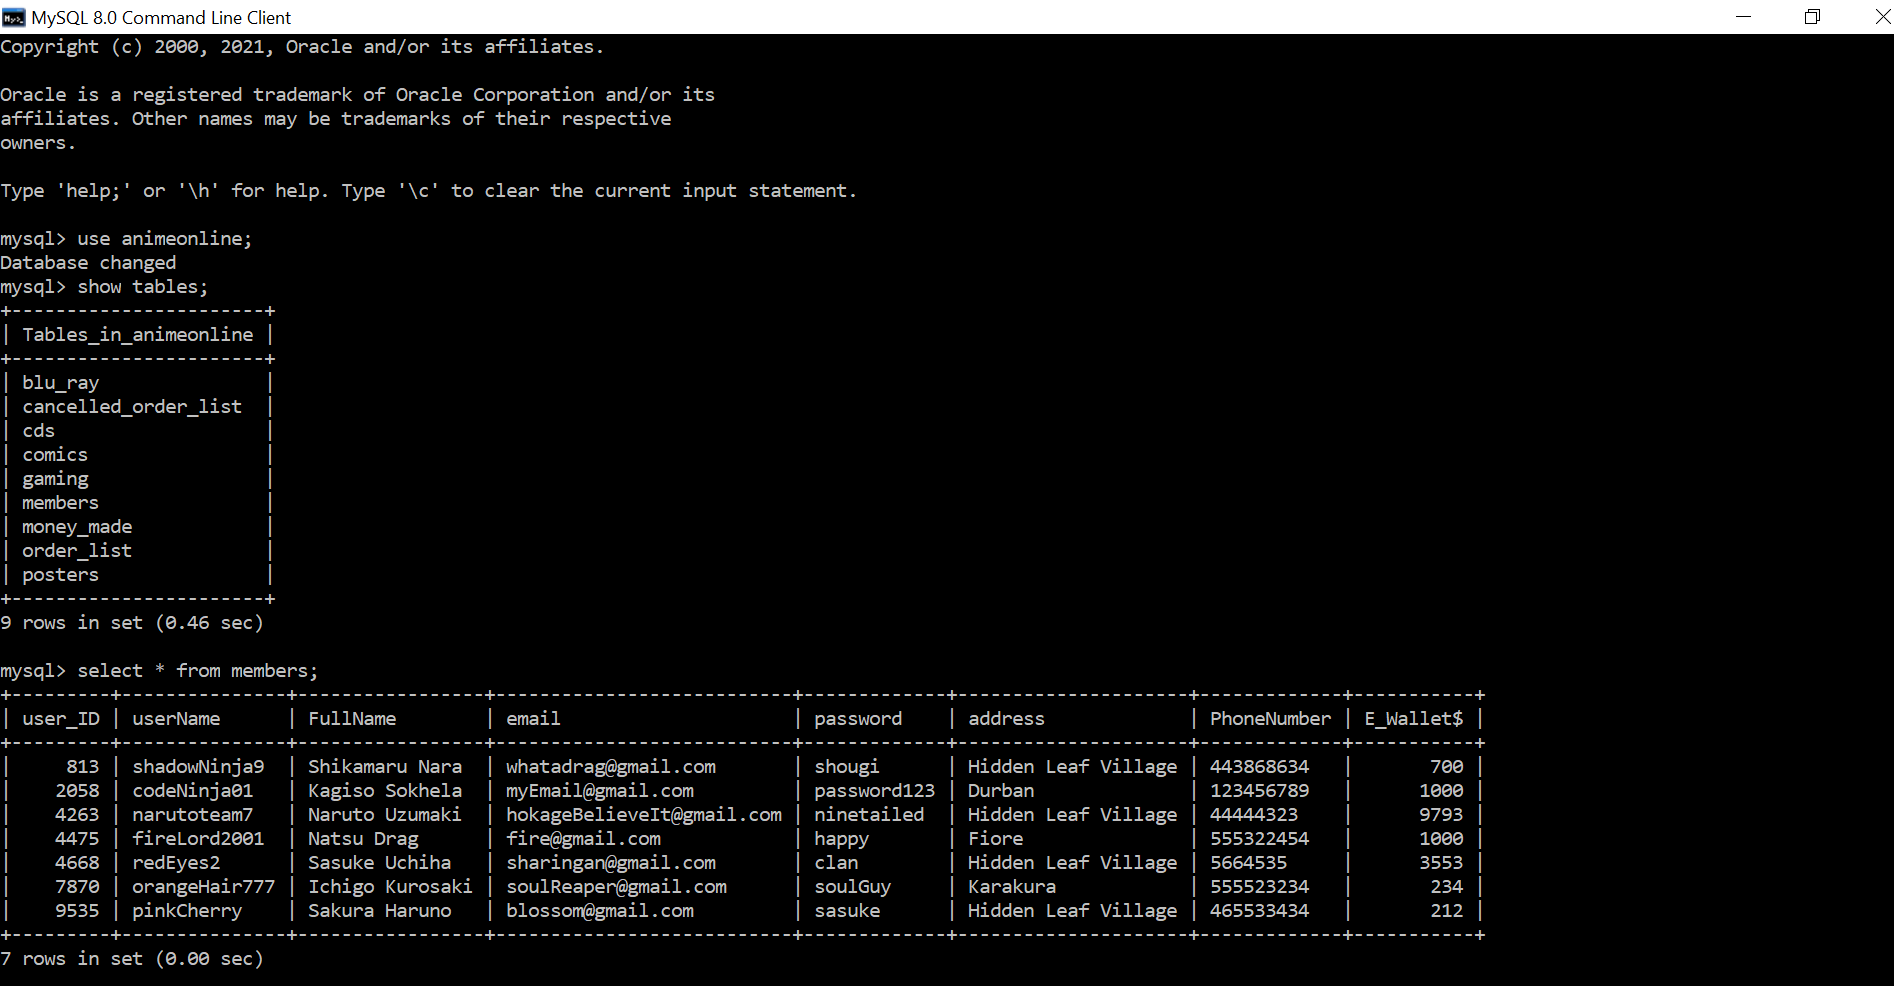 MySQL 8.0 Command Line Client
Copyright (c) 2000, 2021, Oracle and/or its affiliates.
Oracle is a registered trademark of Oracle Corporation and/or its
affiliates. Other names may be trademarks of their respective
owners.
Type 'help;' or '\h' for help. Type '\c' to clear the current input statement.
mysql> use animeonline;
Database changed
mysql> show tables;
+-----------------------+
| Tables_in_animeonline |
+-----------------------+
| blu_ray               |
| cancelled_order_list  |
| cds                   |
| comics                |
| gaming                |
| members               |
| money_made            |
| order_list            |
| posters               |
+-----------------------+
9 rows in set (0.46 sec)
mysql> select * from members;
+---------+---------------+-----------------+---------------------------+-------------+---------------------+-------------+-----------+
| user_ID | userName      | FullName        | email                     | password    | address             | PhoneNumber | E_Wallet$ |
+---------+---------------+-----------------+---------------------------+-------------+---------------------+-------------+-----------+
|     813 | shadowNinja9  | Shikamaru Nara  | whatadrag@gmail.com       | shougi      | Hidden Leaf Village | 443868634   |       700 |
|    2058 | codeNinja01   | Kagiso Sokhela  | myEmail@gmail.com         | password123 | Durban              | 123456789   |      1000 |
|    4263 | narutoteam7   | Naruto Uzumaki  | hokageBelieveIt@gmail.com | ninetailed  | Hidden Leaf Village | 44444323    |      9793 |
|    4475 | fireLord2001  | Natsu Drag      | fire@gmail.com            | happy       | Fiore               | 555322454   |      1000 |
|    4668 | redEyes2      | Sasuke Uchiha   | sharingan@gmail.com       | clan        | Hidden Leaf Village | 5664535     |      3553 |
|    7870 | orangeHair777 | Ichigo Kurosaki | soulReaper@gmail.com      | soulGuy     | Karakura            | 555523234   |       234 |
|    9535 | pinkCherry    | Sakura Haruno   | blossom@gmail.com         | sasuke      | Hidden Leaf Village | 465533434   |       212 |
+---------+---------------+-----------------+---------------------------+-------------+---------------------+-------------+-----------+
7 rows in set (0.00 sec)